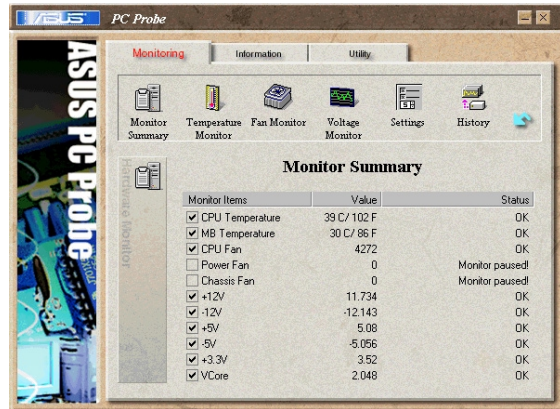 ASUS PC Probe
Monitoring Information Utility
Monitor Summary
Temperature Monitor
Fan Monitor
Voltage Monitor
Settings
History
ASUS PC Probe
Hardware Monitor
Monitor Summary
Monitor Items Value Status
CPU Temperature 39 C/ 102 F OK
MB Temperature 30 C/ 86 F OK
CPU Fan 4272 OK
Power Fan 0 Monitor paused!
Chassis Fan 0 Monitor paused!
+12V 11.734 OK
-12V -12.143 OK
+5V 5.08 OK
-5V -5.056 OK
+3.3V 3.52 OK
VCore 2.048 OK